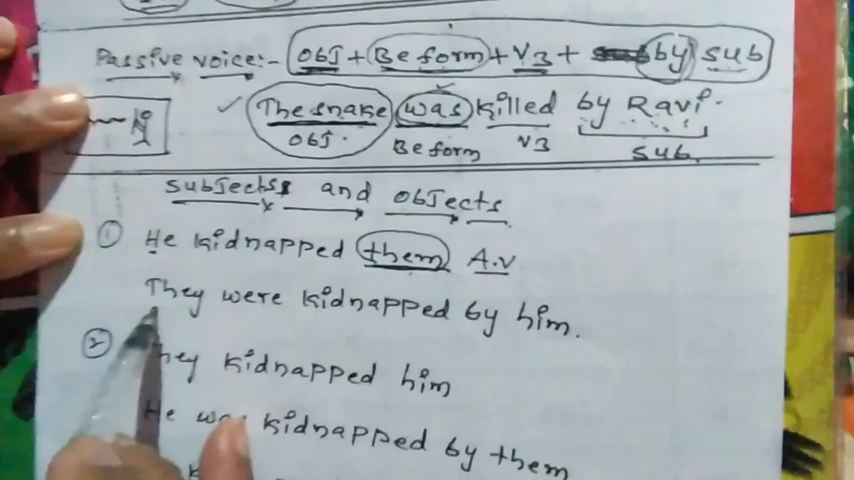 Passive voice:- OBJ + Be form + V3 + by sub
The snake was killed by Ravi.
OBJ. Be form V3 sub.
subjects and objects
① He kidnapped them A.V
They were kidnapped by him.
② They kidnapped him
He was kidnapped by them